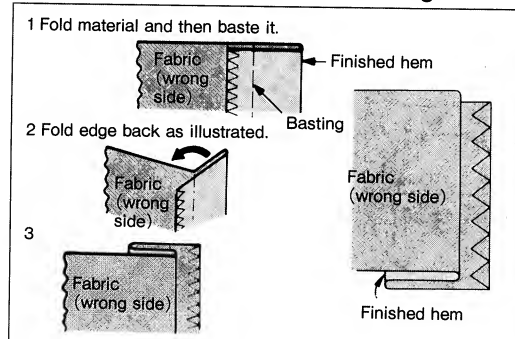 1 Fold material and then baste it.
Fabric
(wrong
side)
Finished hem
Basting
2 Fold edge back as illustrated.
Fabric
(wrong
side)
3
Fabric
(wrong side)
Fabric
(wrong side)
Finished hem